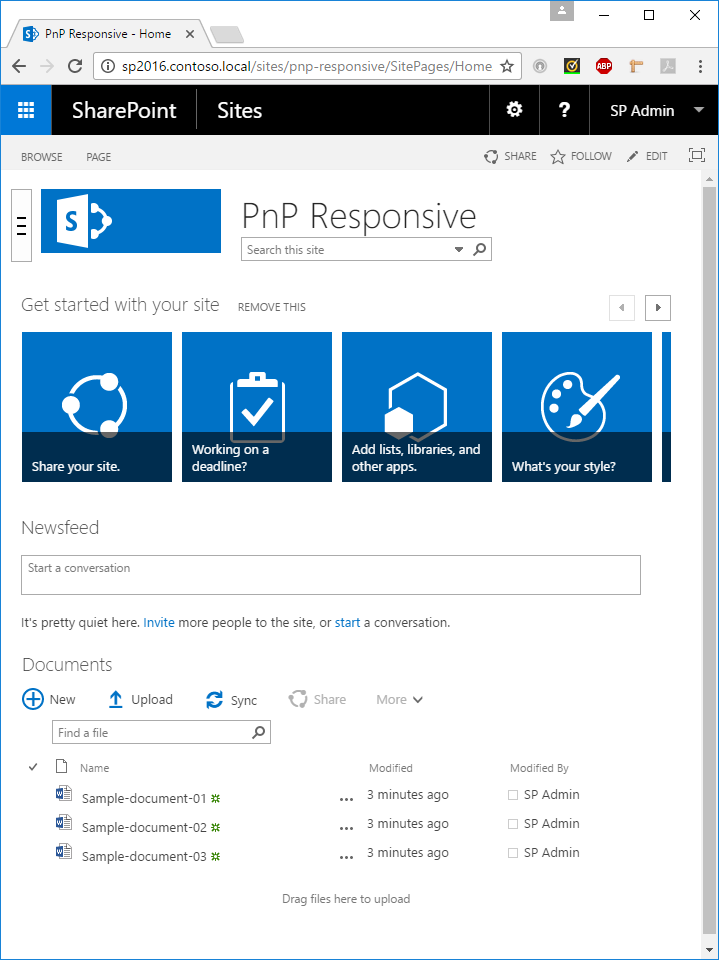 PnP Responsive - Home
sp2016.contoso.local/sites/pnp-responsive/SitePages/Home
ABP
SharePoint
Sites
?
SP Admin
BROWSE
PAGE
SHARE
FOLLOW
EDIT
S
PnP Responsive
Search this site
Get started with your site
REMOVE THIS
Share your site.
Working on a
deadline?
Add lists, libraries, and
other apps.
What's your style?
Newsfeed
Start a conversation
It's pretty quiet here. Invite more people to the site, or start a conversation.
Documents
New
Upload
Sync
Share
More
Find a file
Name
Modified
Modified By
Sample-document-01 ... 3 minutes ago SP Admin
Sample-document-02 ... 3 minutes ago SP Admin
Sample-document-03 ... 3 minutes ago SP Admin
Drag files here to upload